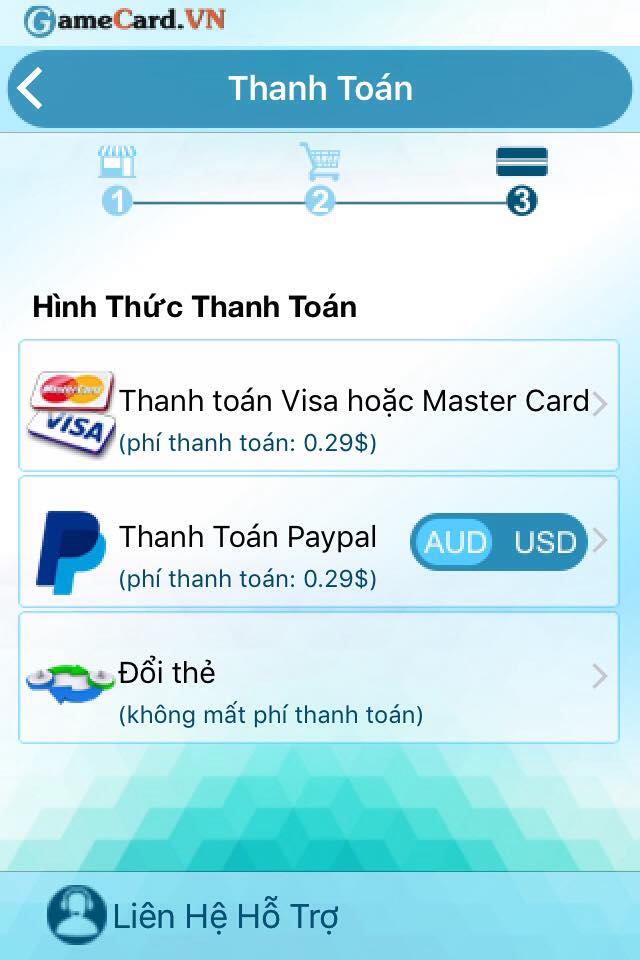 GameCard.VN
Thanh Toán
1 2 3
Hình Thức Thanh Toán
MasterCard
VISA
Thanh toán Visa hoặc Master Card
(phí thanh toán: 0.29$)
Thanh Toán Paypal AUD USD
(phí thanh toán: 0.29$)
Đổi thẻ
(không mất phí thanh toán)
Liên Hệ Hỗ Trợ